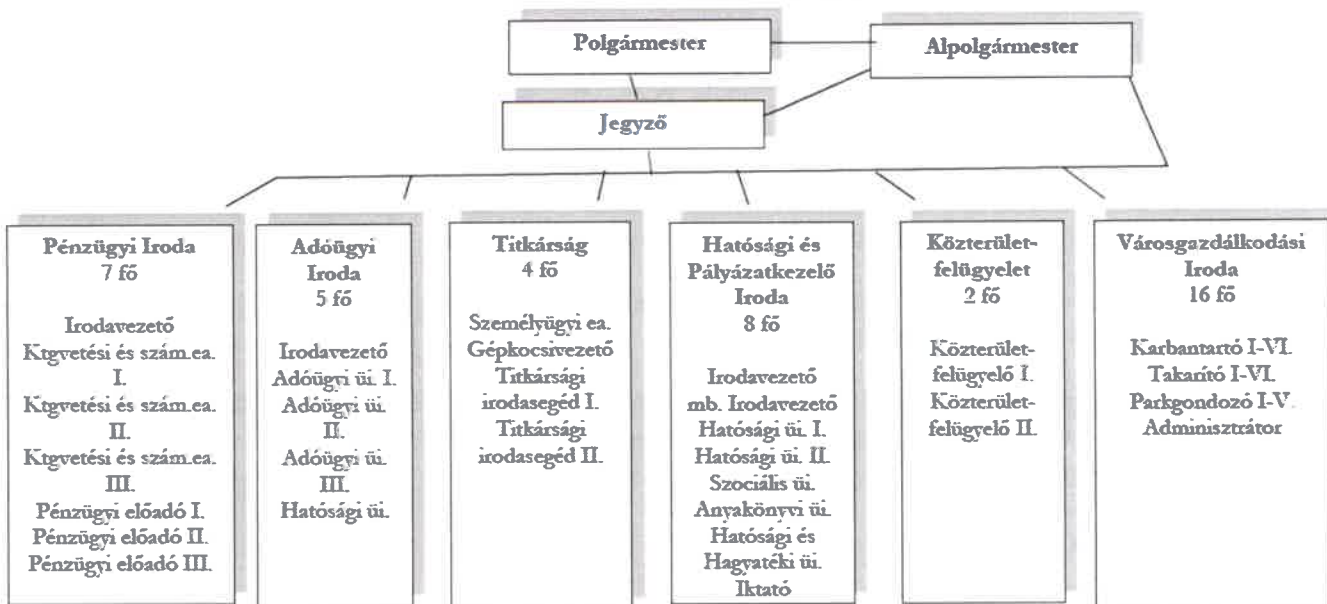 Polgármester
Alpolgármester
Jegyző
Pénzügyi Iroda
7 fő
Irodavezető
Ktgvetési és szám.ea.
I.
Ktgvetési és szám.ea.
II.
Ktgvetési és szám.ea.
III.
Pénzügyi előadó I.
Pénzügyi előadó II.
Pénzügyi előadó III.
Adóügyi
Iroda
5 fő
Irodavezető
Adóügyi üi. I.
Adóügyi üi.
II.
Adóügyi üi.
III.
Hatósági üi.
Titkárság
4 fő
Személyügyi ea.
Gépkocsivezető
Titkársági
irodasegéd I.
Titkársági
irodasegéd II.
Hatósági és
Pályázatkezelő
Iroda
8 fő
Irodavezető
mb. Irodavezető
Hatósági üi. I.
Hatósági üi. II.
Szociális üi.
Anyakönyvi üi.
Hatósági és
Hagyatéki üi.
Iktató
Közterület-
felügyelet
2 fő
Közterület-
felügyelő I.
Közterület-
felügyelő II.
Városgazdálkodási
Iroda
16 fő
Karbantartó I-VI.
Takarító I-VI.
Parkgondozó I-V.
Adminisztrátor